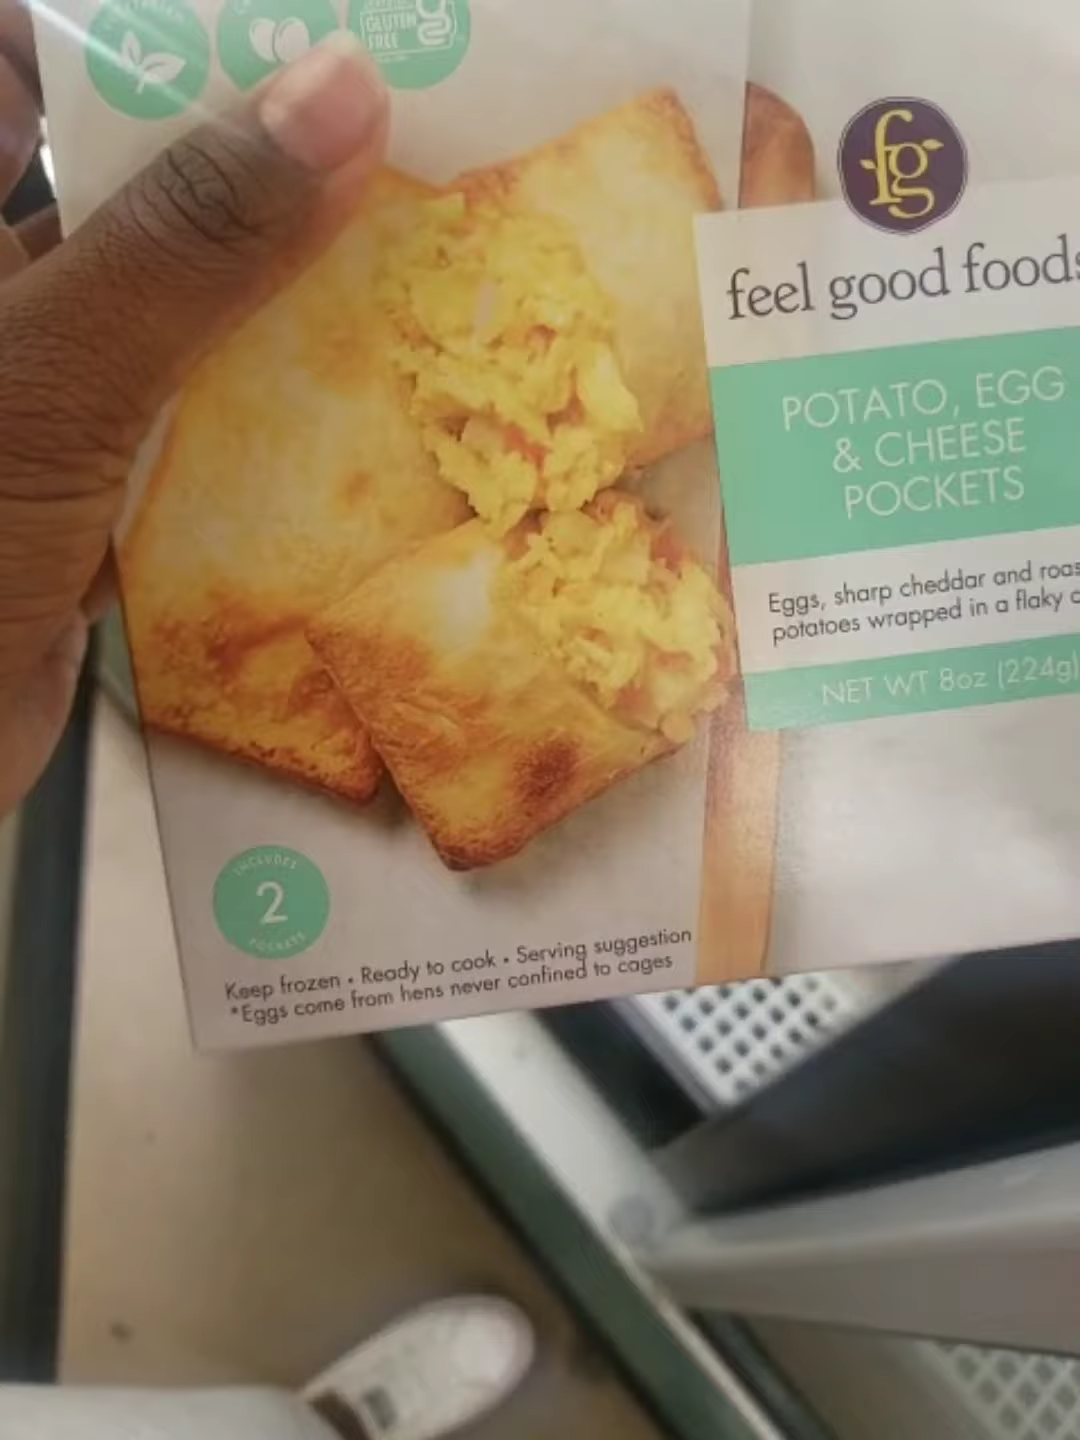 GLUTEN
FREE
fg
feel good foods
POTATO, EGG
& CHEESE
POCKETS
Eggs, sharp cheddar and roas
potatoes wrapped in a flaky c
NET WT 8oz (224g)
INCLUDES
2
POCKETS
Keep frozen • Ready to cook • Serving suggestion
*Eggs come from hens never confined to cages